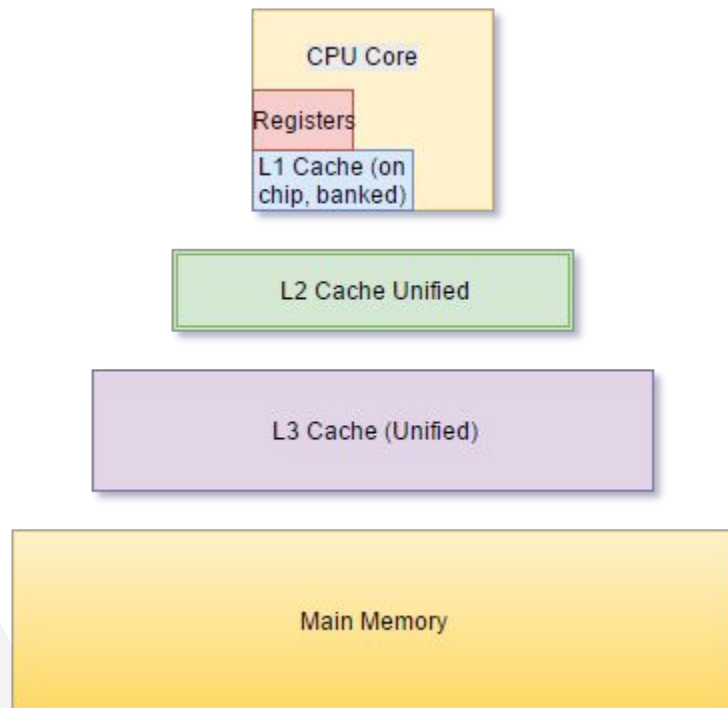 CPU Core
Registers
L1 Cache (on
chip, banked)
L2 Cache Unified
L3 Cache (Unified)
Main Memory